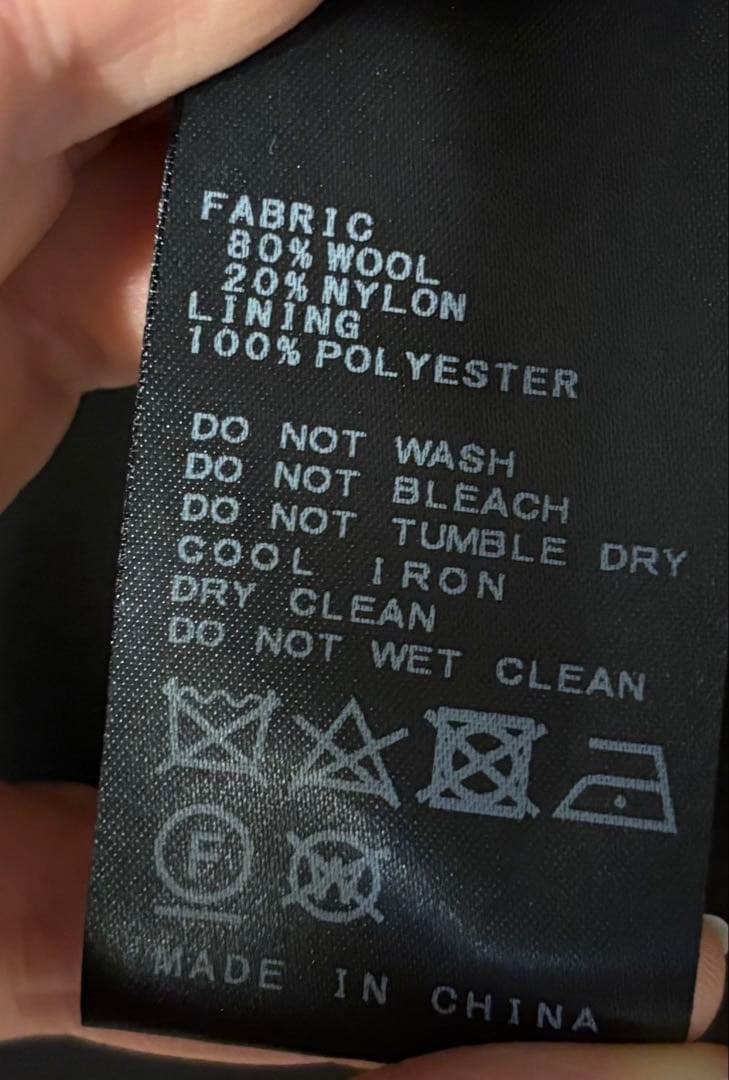 FABRIC
80% WOOL
20% NYLON
LINING
100% POLYESTER
DO NOT WASH
DO NOT BLEACH
DO NOT TUMBLE DRY
COOL IRON
DRY CLEAN
DO NOT WET CLEAN
F W
MADE IN CHINA